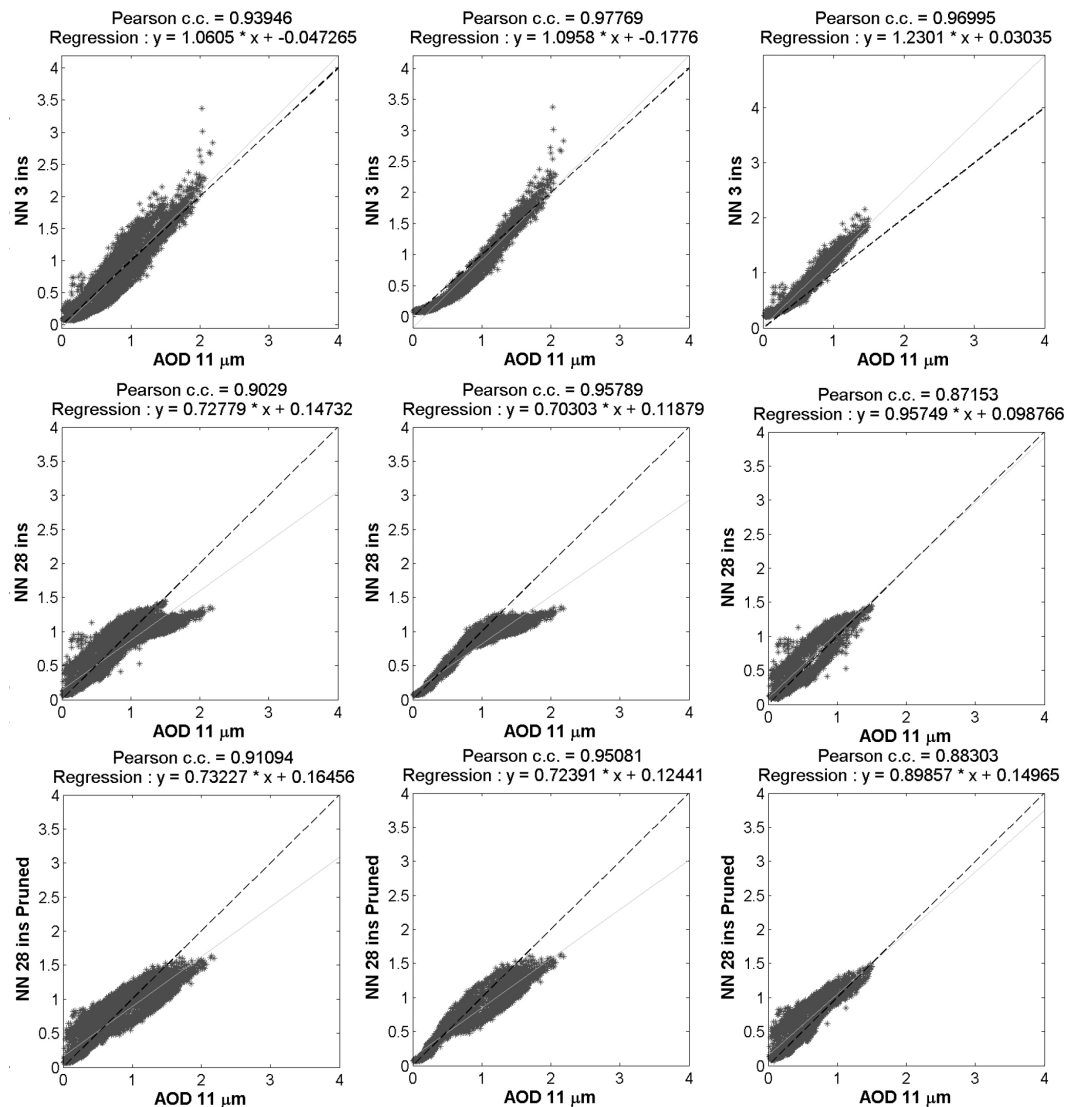 Pearson c.c. = 0.93946
Regression : y = 1.0605 * x + -0.047265
4
3.5
3
2.5
2
1.5
1
0.5
0
NN 3 ins
0 1 2 3 4
AOD 11 μm
Pearson c.c. = 0.97769
Regression : y = 1.0958 * x + -0.1776
4
3.5
3
2.5
2
1.5
1
0.5
0
NN 3 ins
0 1 2 3 4
AOD 11 μm
Pearson c.c. = 0.96995
Regression : y = 1.2301 * x + 0.03035
4
3
2
1
0
NN 3 ins
0 1 2 3 4
AOD 11 μm
Pearson c.c. = 0.9029
Regression : y = 0.72779 * x + 0.14732
4
3.5
3
2.5
2
1.5
1
0.5
0
NN 28 ins
0 1 2 3 4
AOD 11 μm
Pearson c.c. = 0.95789
Regression : y = 0.70303 * x + 0.11879
4
3.5
3
2.5
2
1.5
1
0.5
0
NN 28 ins
0 1 2 3 4
AOD 11 μm
Pearson c.c. = 0.87153
Regression : y = 0.95749 * x + 0.098766
4
3.5
3
2.5
2
1.5
1
0.5
0
NN 28 ins
0 1 2 3 4
AOD 11 μm
Pearson c.c. = 0.91094
Regression : y = 0.73227 * x + 0.16456
4
3.5
3
2.5
2
1.5
1
0.5
0
NN 28 ins Pruned
0 1 2 3 4
AOD 11 μm
Pearson c.c. = 0.95081
Regression : y = 0.72391 * x + 0.12441
4
3.5
3
2.5
2
1.5
1
0.5
0
NN 28 ins Pruned
0 1 2 3 4
AOD 11 μm
Pearson c.c. = 0.88303
Regression : y = 0.89857 * x + 0.14965
4
3.5
3
2.5
2
1.5
1
0.5
0
NN 28 ins Pruned
0 1 2 3 4
AOD 11 μm